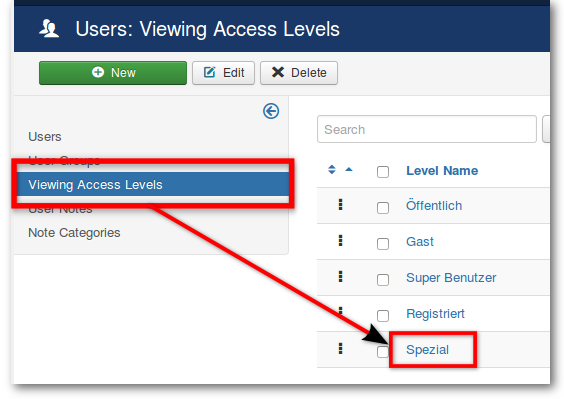 Users: Viewing Access Levels
New
Edit
Delete
Users
User Groups
Viewing Access Levels
User Notes
Note Categories
Search
Level Name
Öffentlich
Gast
Super Benutzer
Registriert
Spezial